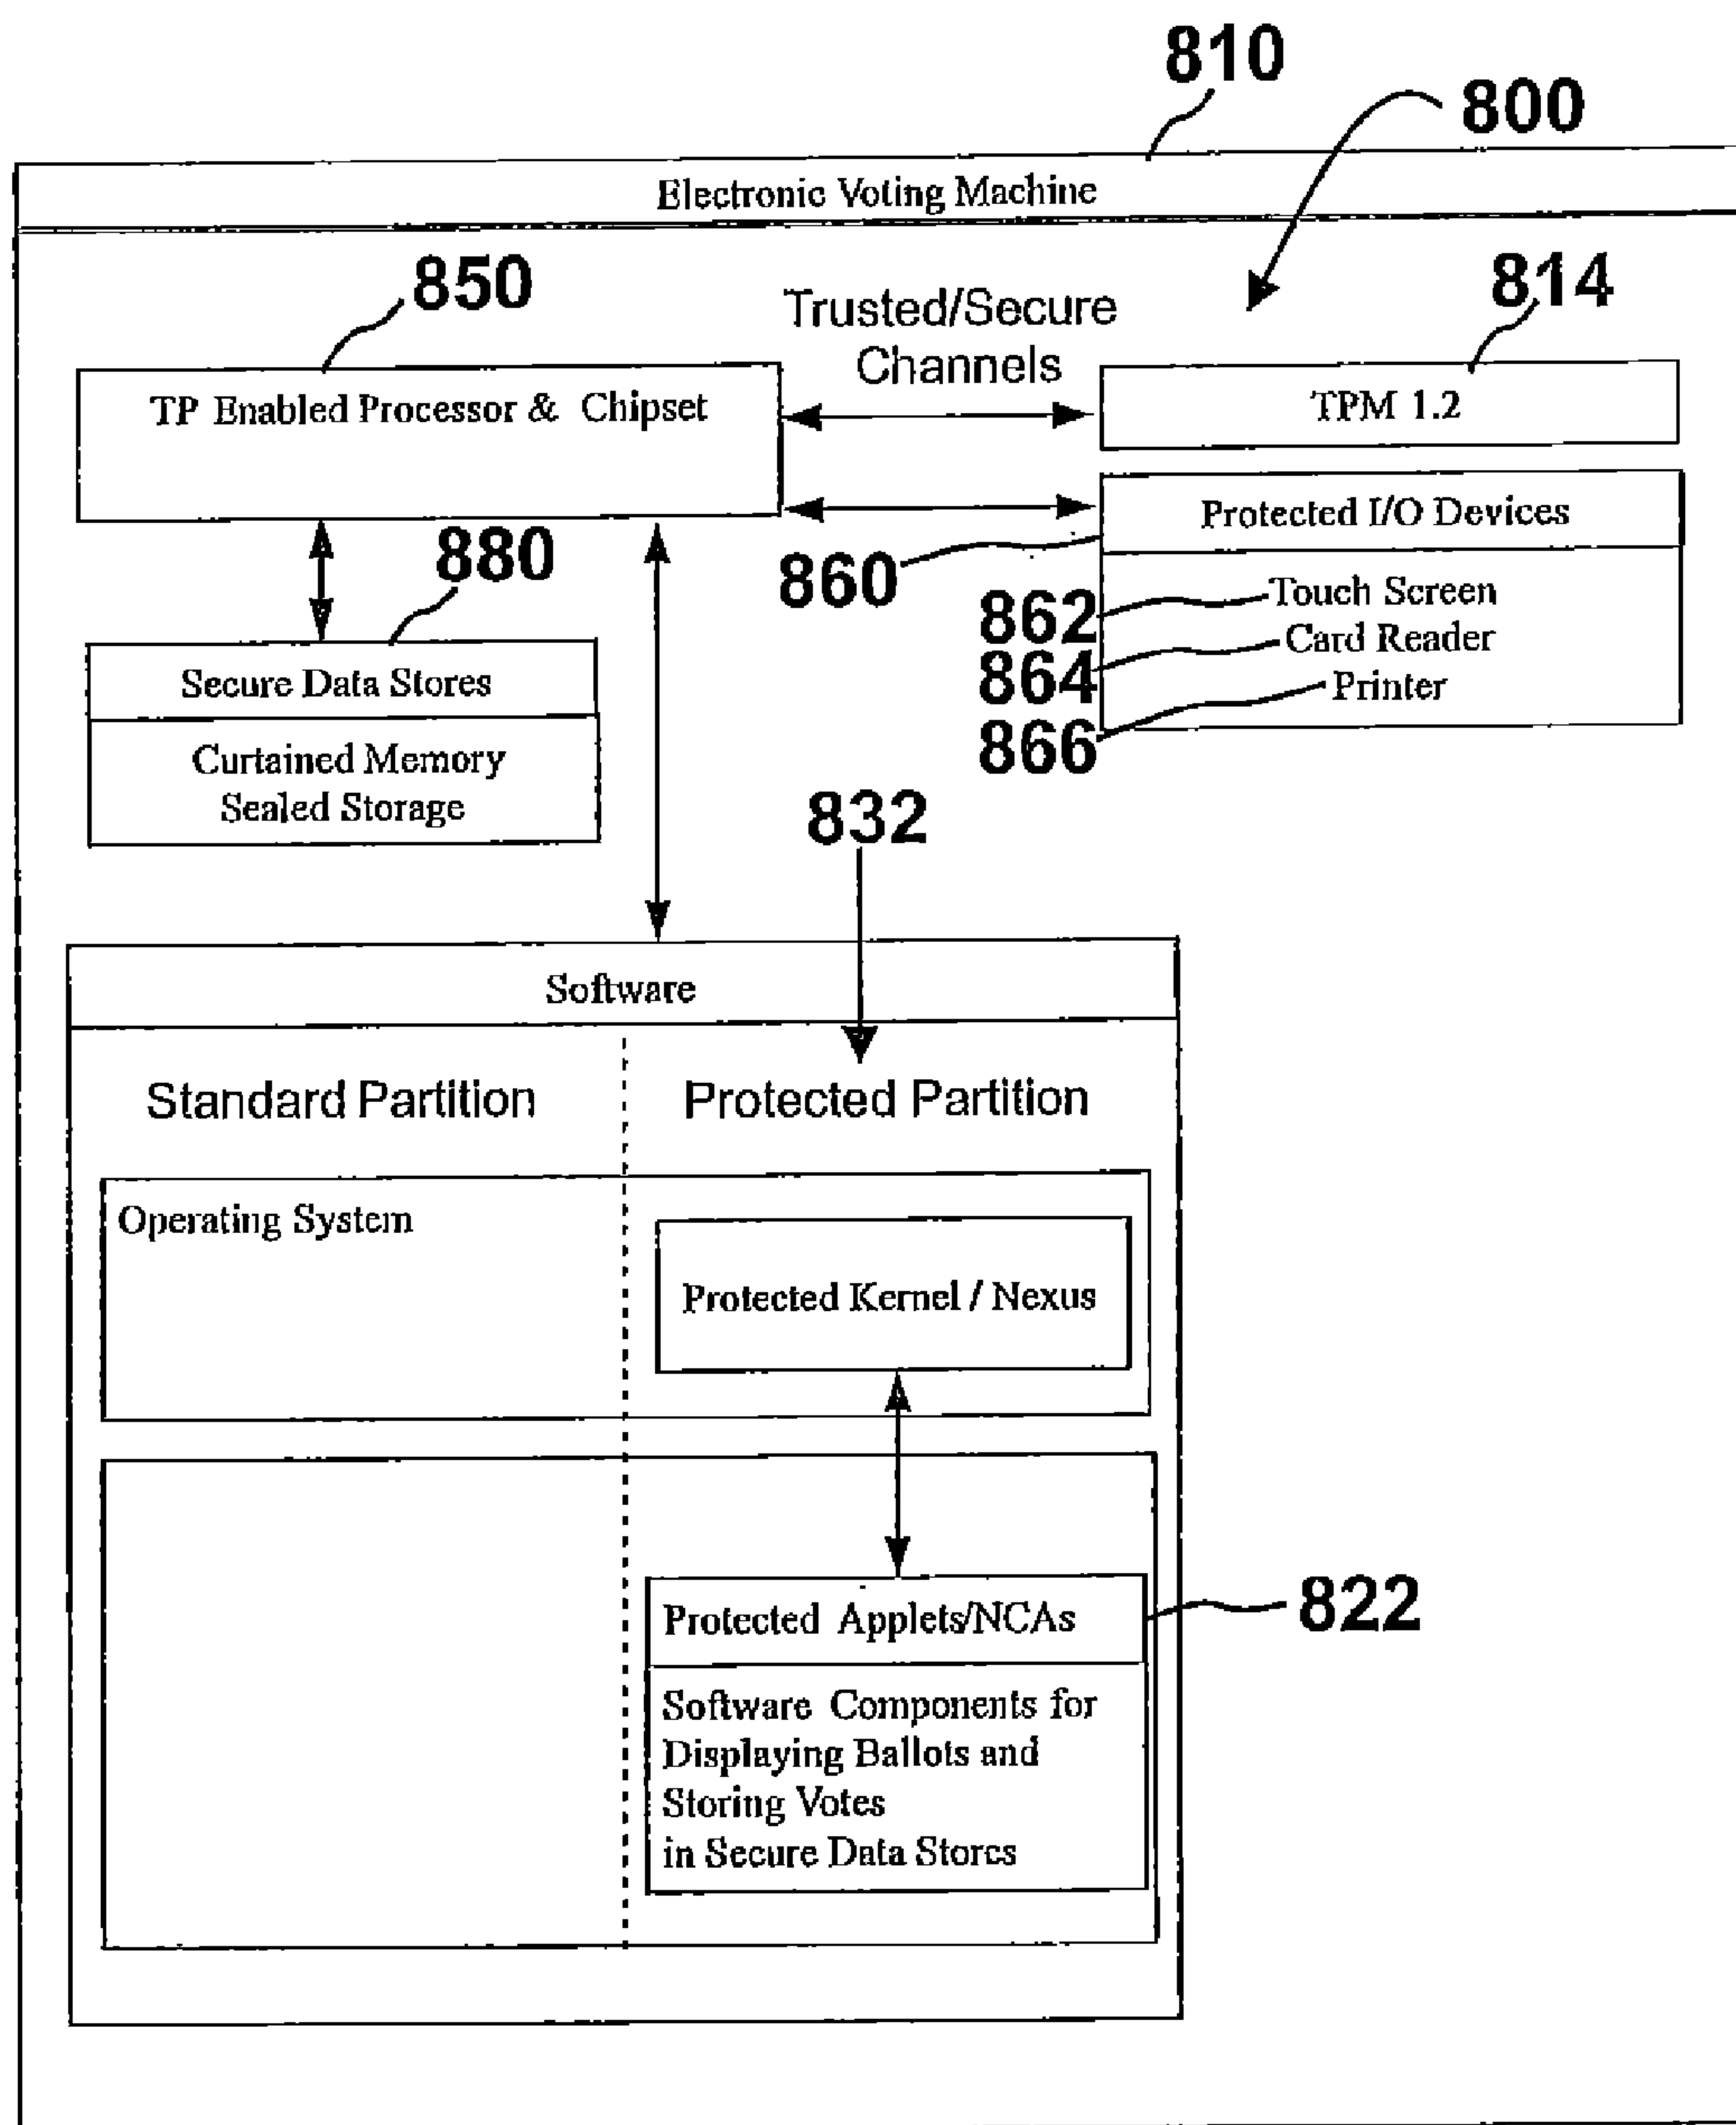 810
800
Electronic Voting Machine
850
Trusted/Secure
Channels
814
TP Enabled Processor & Chipset
TPM 1.2
Protected I/O Devices
880
860
862
Touch Screen
864
Card Reader
866
Printer
Secure Data Stores
Curtained Memory
Sealed Storage
832
Software
Standard Partition
Protected Partition
Operating System
Protected Kernel / Nexus
822
Protected Applets/NCAs
Software Components for
Displaying Ballots and
Storing Votes
in Secure Data Stores